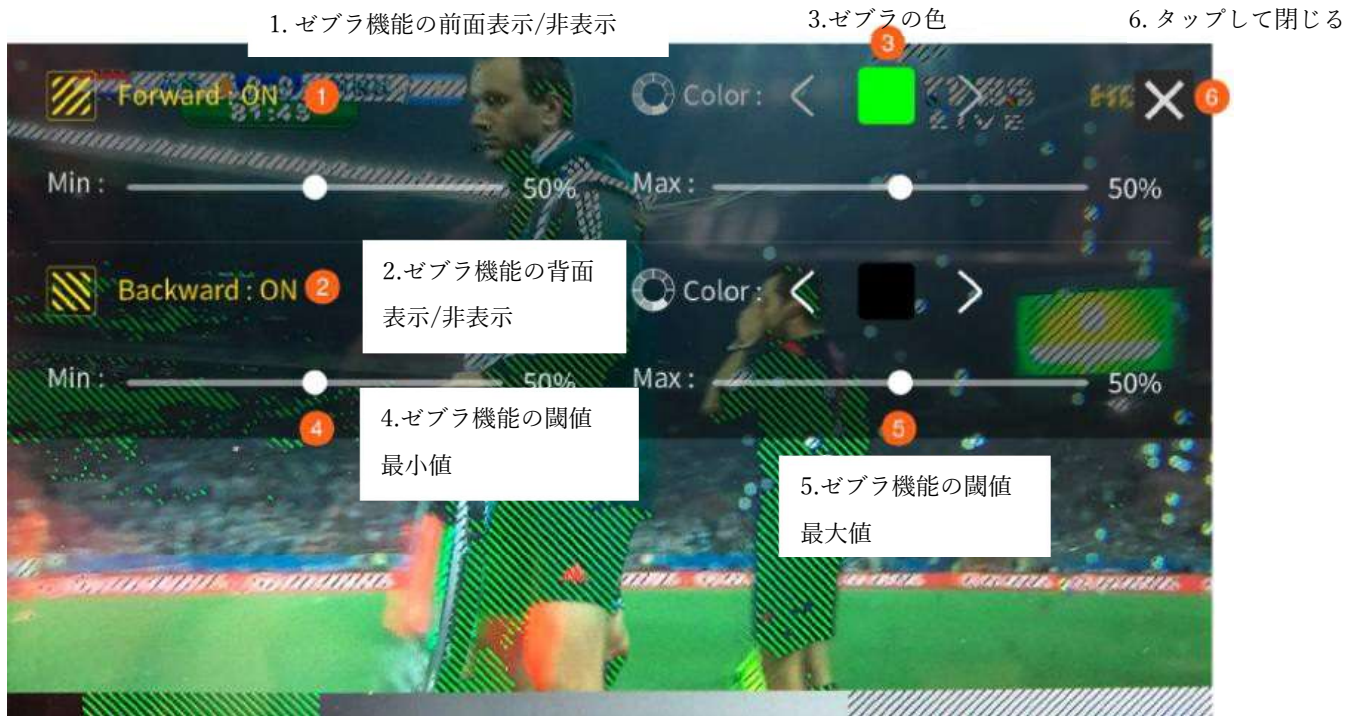 1. ゼブラ機能の前面表示/非表示
3.ゼブラの色
6. タップして閉じる
3
Forward : ON 1
Color :
6
Min : 50%
Max : 50%
2.ゼブラ機能の背面
表示/非表示
Backward : ON 2
Color :
Min : 50%
Max : 50%
4
4.ゼブラ機能の閾値
最小値
5
5.ゼブラ機能の閾値
最大値